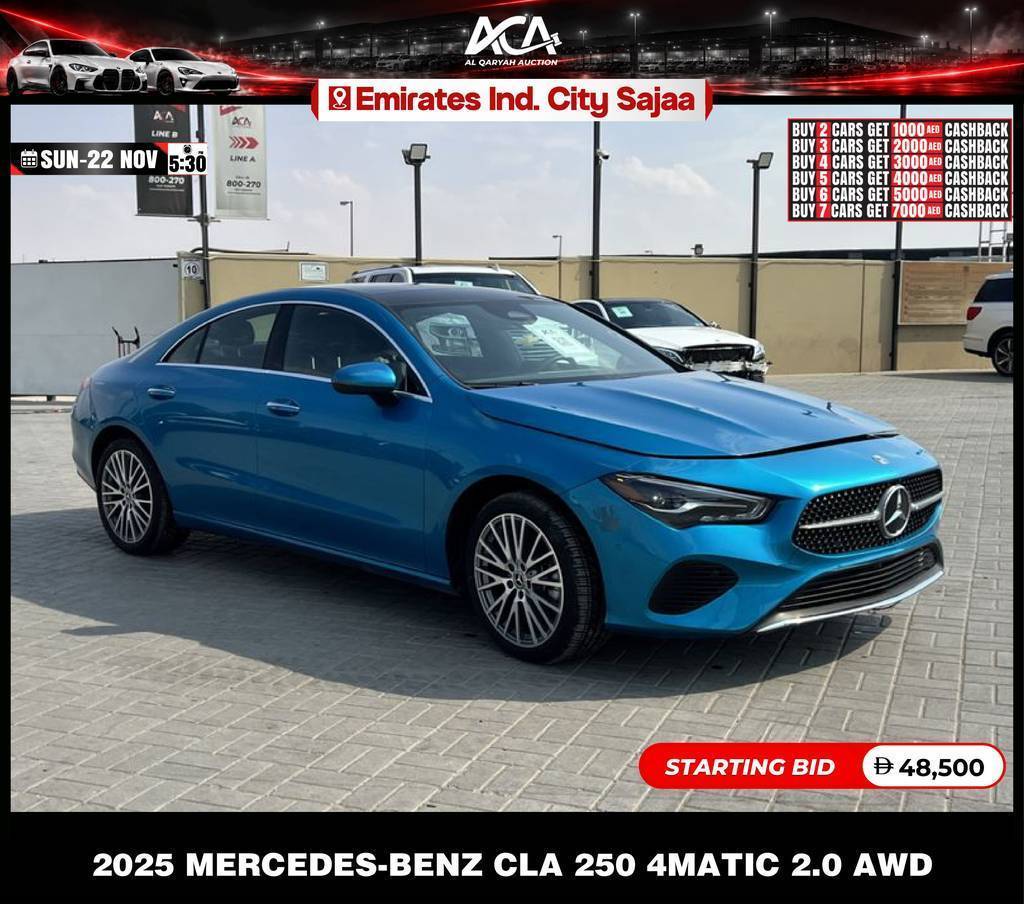 ACA
AL QARYAH AUCTION
Emirates Ind. City Sajaa
SUN-22 NOV 5:30
BUY 2 CARS GET 1000 AED CASHBACK
BUY 3 CARS GET 2000 AED CASHBACK
BUY 4 CARS GET 3000 AED CASHBACK
BUY 5 CARS GET 4000 AED CASHBACK
BUY 6 CARS GET 5000 AED CASHBACK
BUY 7 CARS GET 7000 AED CASHBACK
ACA
LINE B
800-270
ACA
LINE A
800-270
10
STARTING BID 48,500
2025 MERCEDES-BENZ CLA 250 4MATIC 2.0 AWD